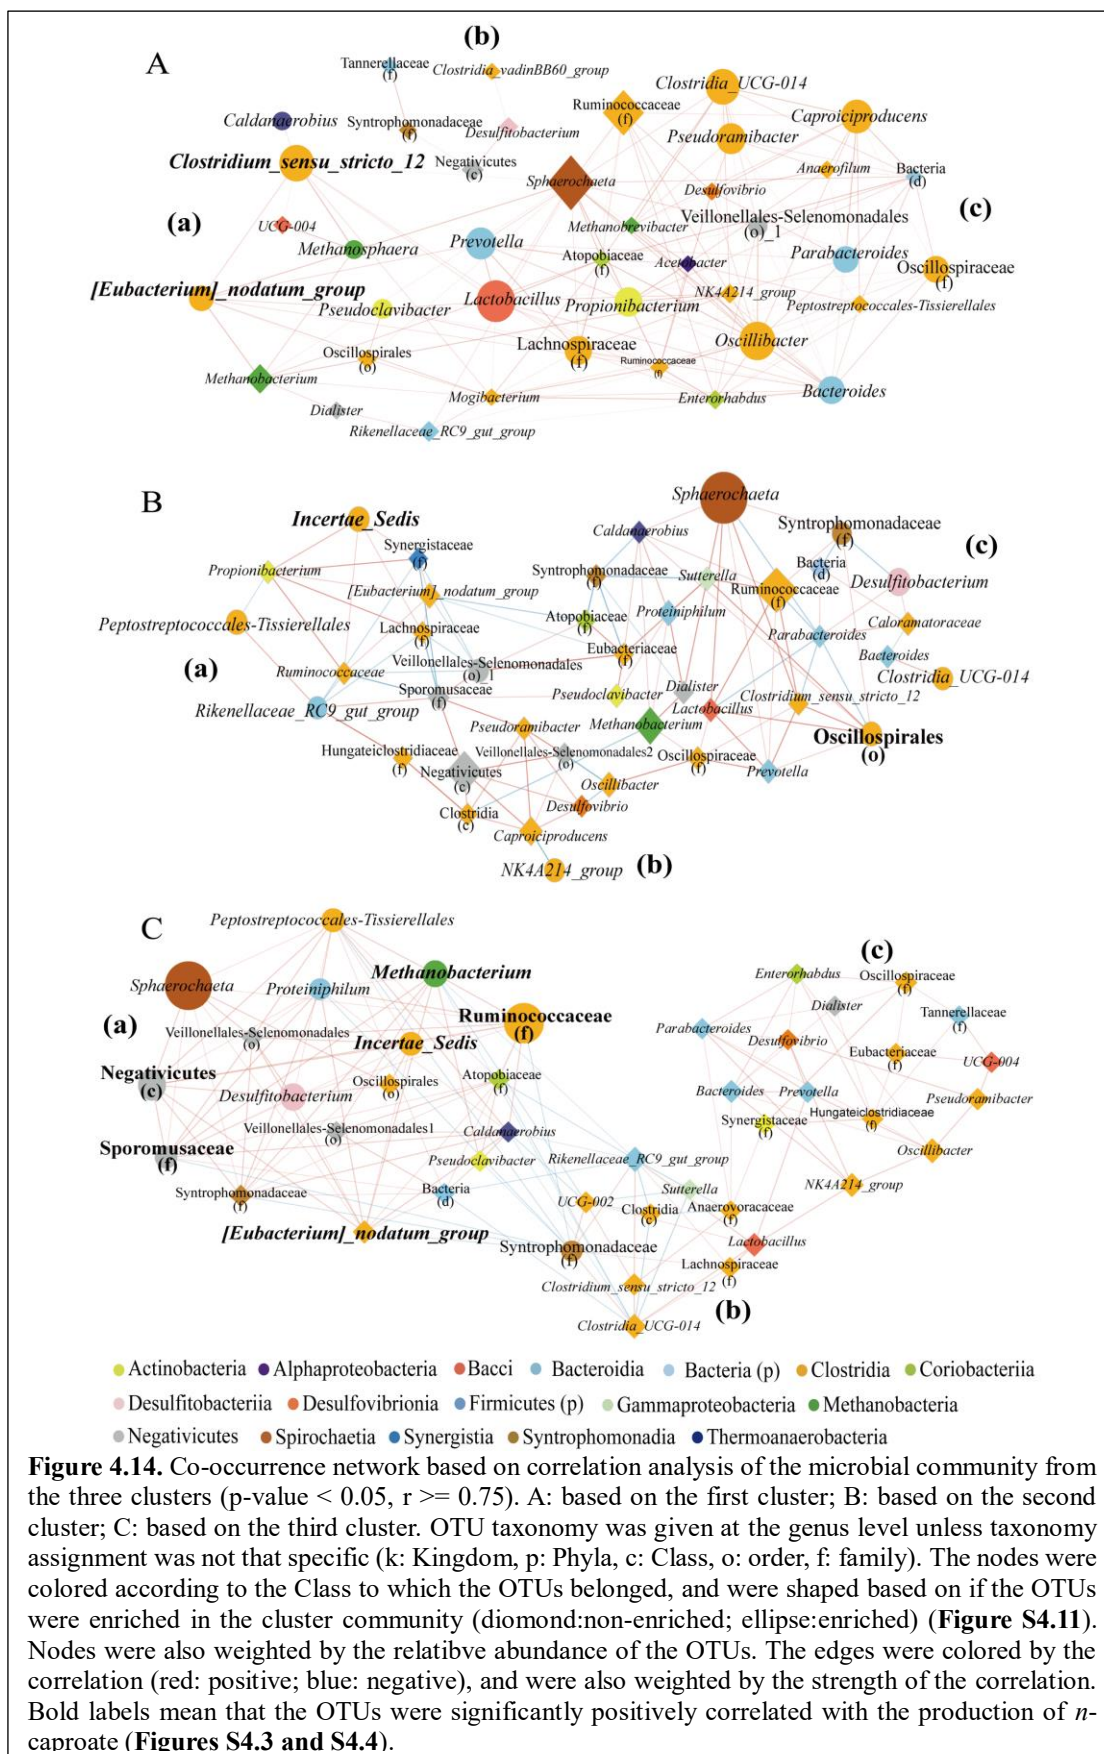 A
(b)
Tannerellaceae
(f)
Clostridia_vadinBB60_group
Clostridia_UCG-014
Ruminococcaceae
(f)
Caproiciproducens
Caldanaerobius
Syntrophomonadaceae
(f)
Desulfitobacterium
Pseudoramibacter
Clostridium_sensu_stricto_12
Negativicutes
(c)
Sphaerochaeta
Anaerofilum
Bacteria
(d)
Desulfovibrio
(a)
UCG-004
Methanosphaera
Prevotella
Methanobrevibacter
Veillonellales-Selenomonadales
(o)_1
(c)
Atopobiaceae
(f)
Acetobacter
Parabacteroides
Oscillospiraceae
(f)
[Eubacterium]_nodatum_group
Pseudoclavibacter
Lactobacillus
Propionibacterium
NK4A214_group
Peptostreptococcales-Tissierellales
Oscillospirales
(o)
Lachnospiraceae
(f)
Ruminococcaceae
(f)
Oscillibacter
Methanobacterium
Mogibacterium
Enterorhabdus
Bacteroides
Dialister
Rikenellaceae_RC9_gut_group
B
Sphaerochaeta
Incertae_Sedis
Caldanaerobius
Syntrophomonadaceae
(f)
(c)
Synergistaceae
(f)
Propionibacterium
[Eubacterium]_nodatum_group
Syntrophomonadaceae
(f)
Sutterella
Bacteria
(d)
Ruminococcaceae
(f)
Desulfitobacterium
Peptostreptococcales-Tissierellales
Lachnospiraceae
(f)
Atopobiaceae
(f)
Proteiniphilum
Parabacteroides
Caloramatoraceae
(a)
Ruminococcaceae
Veillonellales-Selenomonadales
(o)_1
Eubacteriaceae
(f)
Bacteroides
Clostridia_UCG-014
Rikenellaceae_RC9_gut_group
Sporomusaceae
(f)
Pseudoclavibacter
Dialister
Lactobacillus
Clostridium_sensu_stricto_12
Pseudoramibacter
Methanobacterium
Oscillospirales
(o)
Hungateiclostridiaceae
(f)
Negativicutes
(c)
Veillonellales-Selenomonadales2
(o)
Oscillospiraceae
(f)
Prevotella
Oscillibacter
Clostridia
(c)
Desulfovibrio
Caproiciproducens
NK4A214_group
(b)
C
Peptostreptococcales-Tissierellales
Sphaerochaeta
Proteiniphilum
Methanobacterium
(c)
Enterorhabdus
Oscillospiraceae
(f)
(a)
Veillonellales-Selenomonadales
(o)
Ruminococcaceae
(f)
Incertae_Sedis
Dialister
Tannerellaceae
(f)
Parabacteroides
Desulfovibrio
Eubacteriaceae
(f)
UCG-004
Negativicutes
(c)
Desulfitobacterium
Oscillospirales
(o)
Atopobiaceae
(f)
Bacteroides
Prevotella
Pseudoramibacter
Synergistaceae
(f)
Hungateiclostridiaceae
(f)
Veillonellales-Selenomonadales1
(o)
Caldanaerobius
Sporomusaceae
(f)
Pseudoclavibacter
Rikenellaceae_RC9_gut_group
Oscillibacter
Syntrophomonadaceae
(f)
Bacteria
(d)
UCG-002
Sutterella
NK4A214_group
Clostridia
(c)
Anaerovoracaceae
(f)
[Eubacterium]_nodatum_group
Syntrophomonadaceae
(f)
Lactobacillus
Lachnospiraceae
(f)
Clostridium_sensu_stricto_12
(b)
Clostridia_UCG-014
Actinobacteria Alphaproteobacteria Bacci Bacteroidia Bacteria (p) Clostridia Coriobacteriia
Desulfitobacteriia Desulfovibrionia Firmicutes (p) Gammaproteobacteria Methanobacteria
Negativicutes Spirochaetia Synergistia Syntrophomonadia Thermoanaerobacteria
Figure 4.14. Co-occurrence network based on correlation analysis of the microbial community from
the three clusters (p-value < 0.05, r >= 0.75). A: based on the first cluster; B: based on the second
cluster; C: based on the third cluster. OTU taxonomy was given at the genus level unless taxonomy
assignment was not that specific (k: Kingdom, p: Phyla, c: Class, o: order, f: family). The nodes were
colored according to the Class to which the OTUs belonged, and were shaped based on if the OTUs
were enriched in the cluster community (diomond:non-enriched; ellipse:enriched) (Figure S4.11).
Nodes were also weighted by the relatibve abundance of the OTUs. The edges were colored by the
correlation (red: positive; blue: negative), and were also weighted by the strength of the correlation.
Bold labels mean that the OTUs were significantly positively correlated with the production of n-
caproate (Figures S4.3 and S4.4).